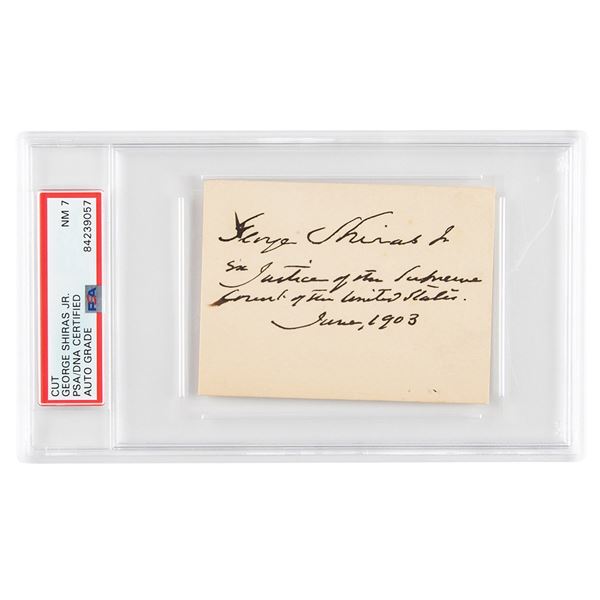 CUT
GEORGE SHIRAS JR.
PSA/DNA CERTIFIED
AUTO GRADE
NM 7
84239057
PSA
George Shiras Jr
Ex Justice of the Supreme
Court of the United States.
June, 1903